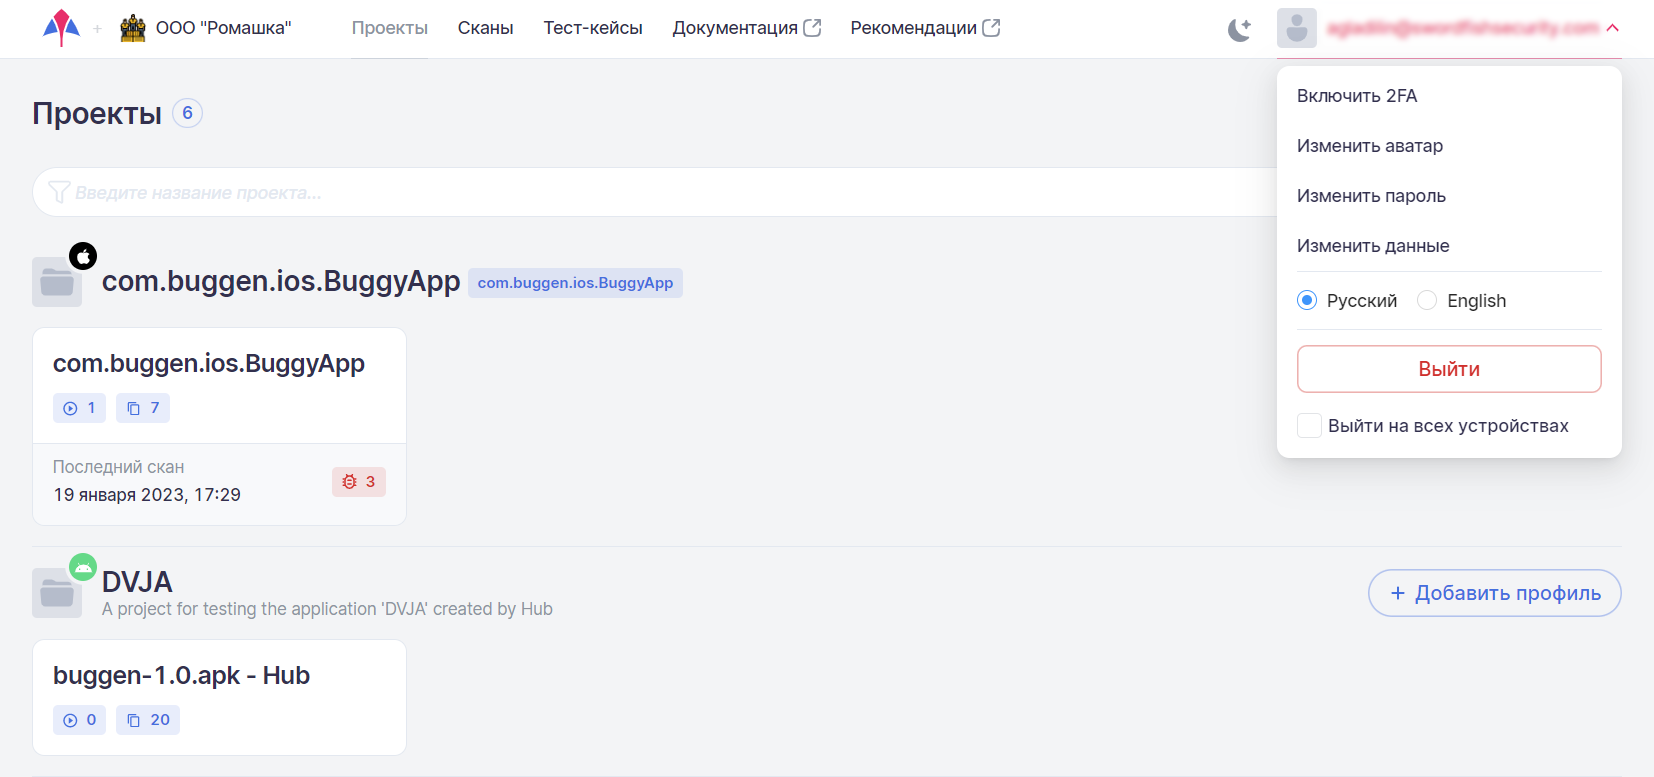 ООО "Ромашка"
Проекты
Сканы
Тест-кейсы
Документация
Рекомендации
Проекты 6
Введите название проекта...
Включить 2FA
Изменить аватар
Изменить пароль
Изменить данные
Русский
English
Выйти
Выйти на всех устройствах
com.buggen.ios.BuggyApp com.buggen.ios.BuggyApp
com.buggen.ios.BuggyApp
1 7
Последний скан
19 января 2023, 17:29
3
DVJA
A project for testing the application 'DVJA' created by Hub
+ Добавить профиль
buggen-1.0.apk - Hub
0 20